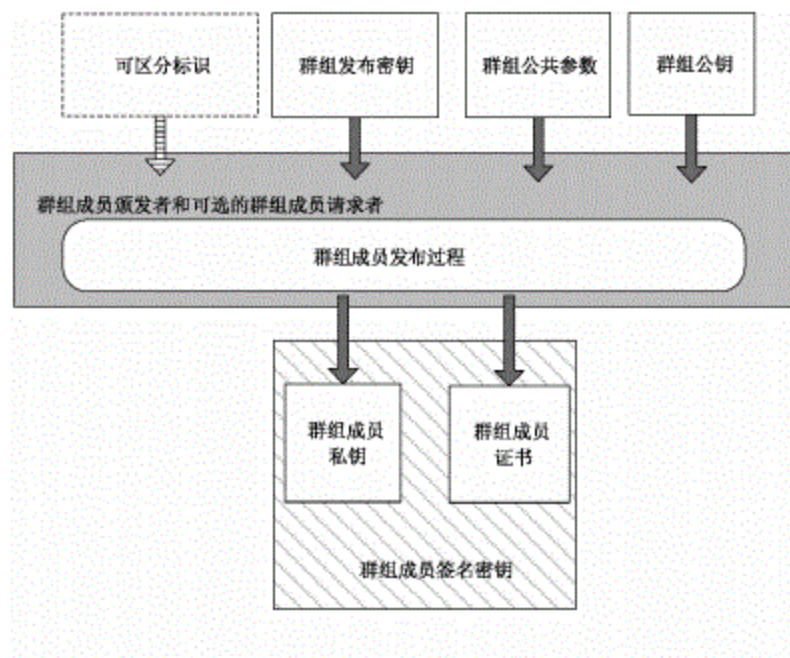 可区分标识
群组发布密钥
群组公共参数
群组公钥
群组成员颁发者和可选的群组成员请求者
群组成员发布过程
群组成员
私钥
群组成员
证书
群组成员签名密钥